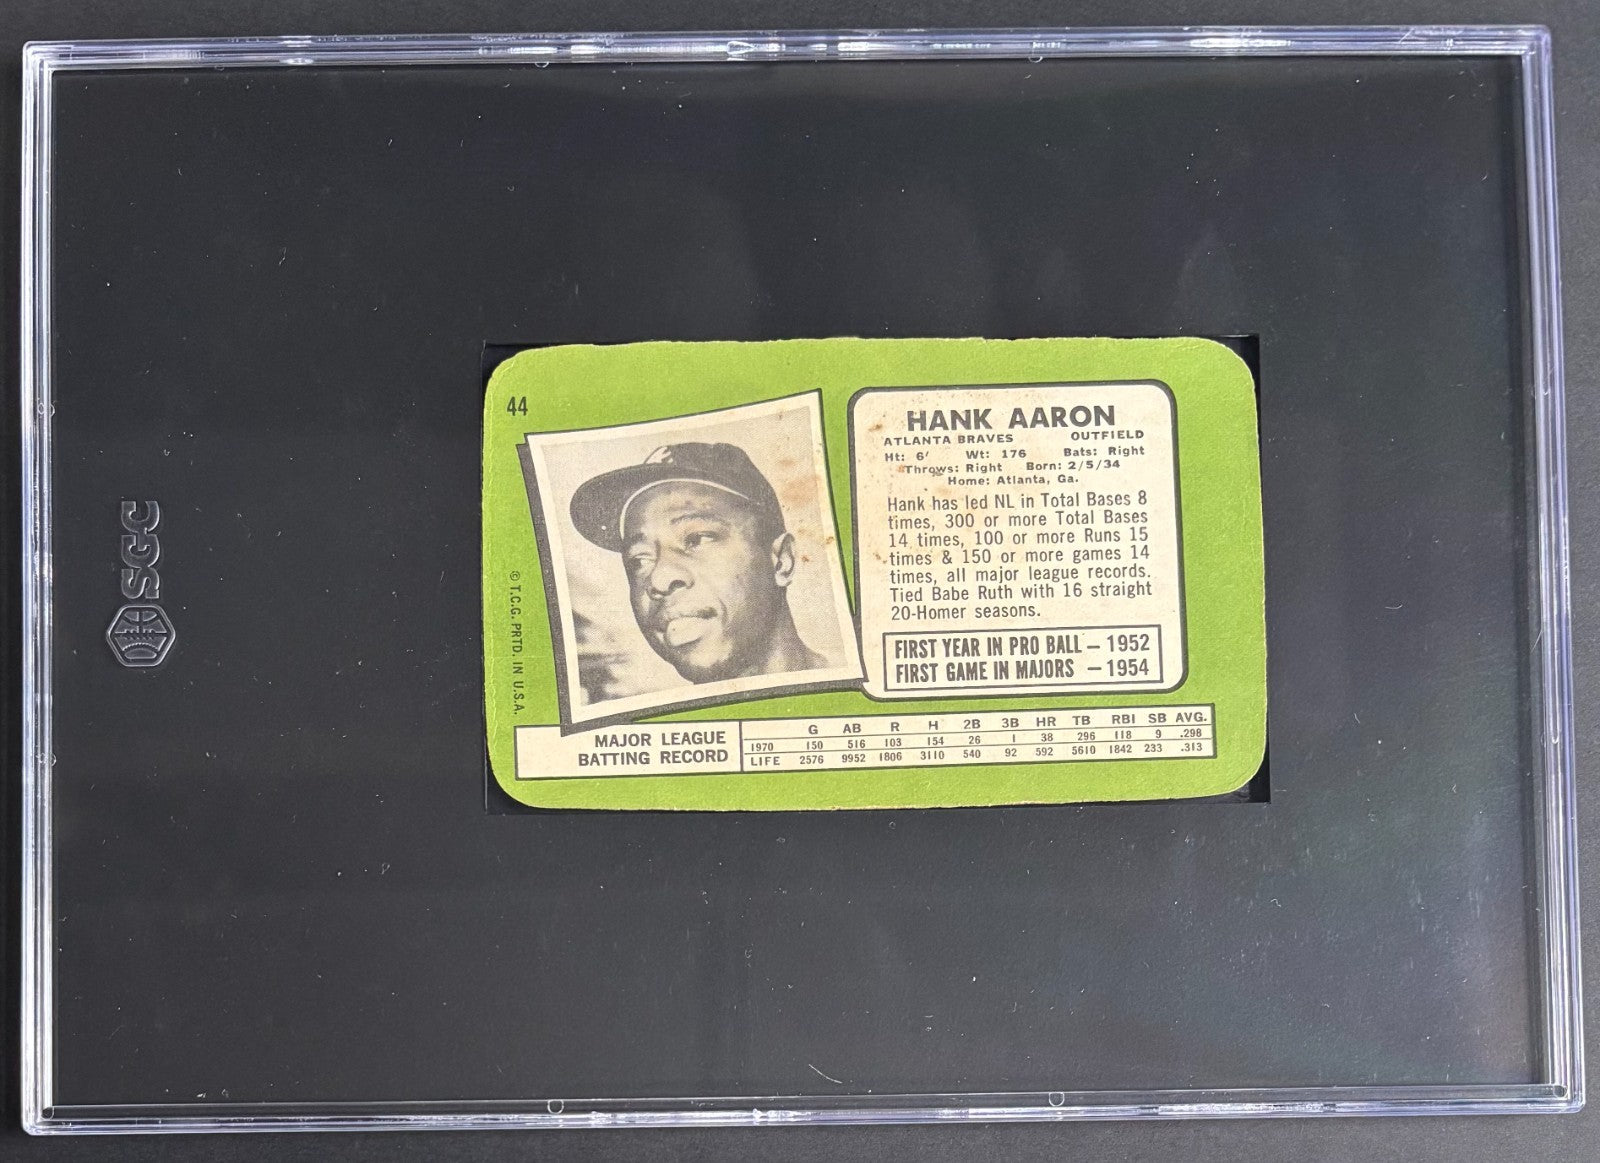 SGC
44
© T.C.G. PRTD. IN U.S.A.
HANK AARON
ATLANTA BRAVES OUTFIELD
Ht: 6' Wt: 176 Bats: Right
Throws: Right Born: 2/5/34
Home: Atlanta, Ga.
Hank has led NL in Total Bases 8
times, 300 or more Total Bases
14 times, 100 or more Runs 15
times & 150 or more games 14
times, all major league records.
Tied Babe Ruth with 16 straight
20-Homer seasons.
FIRST YEAR IN PRO BALL – 1952
FIRST GAME IN MAJORS – 1954
MAJOR LEAGUE
BATTING RECORD
G AB R H 2B 3B HR TB RBI SB AVG.
1970 150 516 103 154 26 1 38 296 118 9 .298
LIFE 2576 9952 1806 3110 540 92 592 5610 1842 233 .313